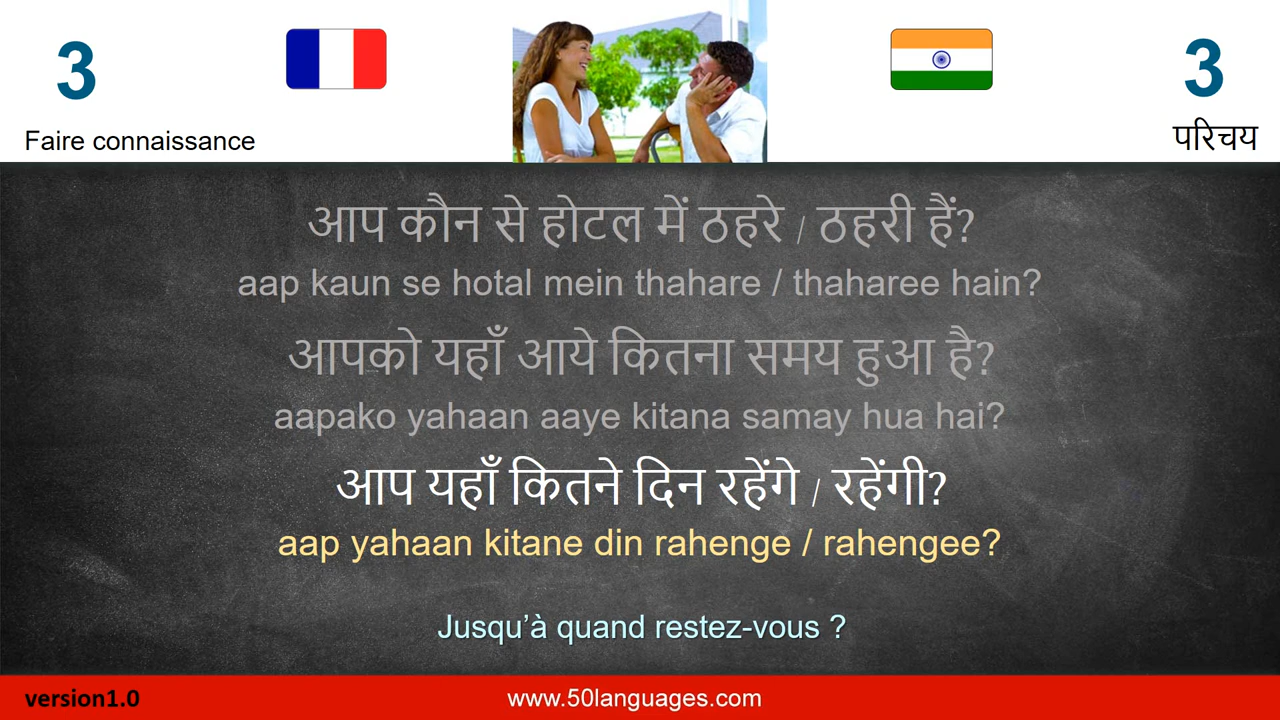 3
3
Faire connaissance
परिचय
आप कौन से होटल में ठहरे / ठहरी हैं?
aap kaun se hotal mein thahare / thaharee hain?
आपको यहाँ आये कितना समय हुआ है?
aapako yahaan aaye kitana samay hua hai?
आप यहाँ कितने दिन रहेंगे / रहेंगी?
aap yahaan kitane din rahenge / rahengee?
Jusqu’à quand restez-vous ?
version1.0
www.50languages.com